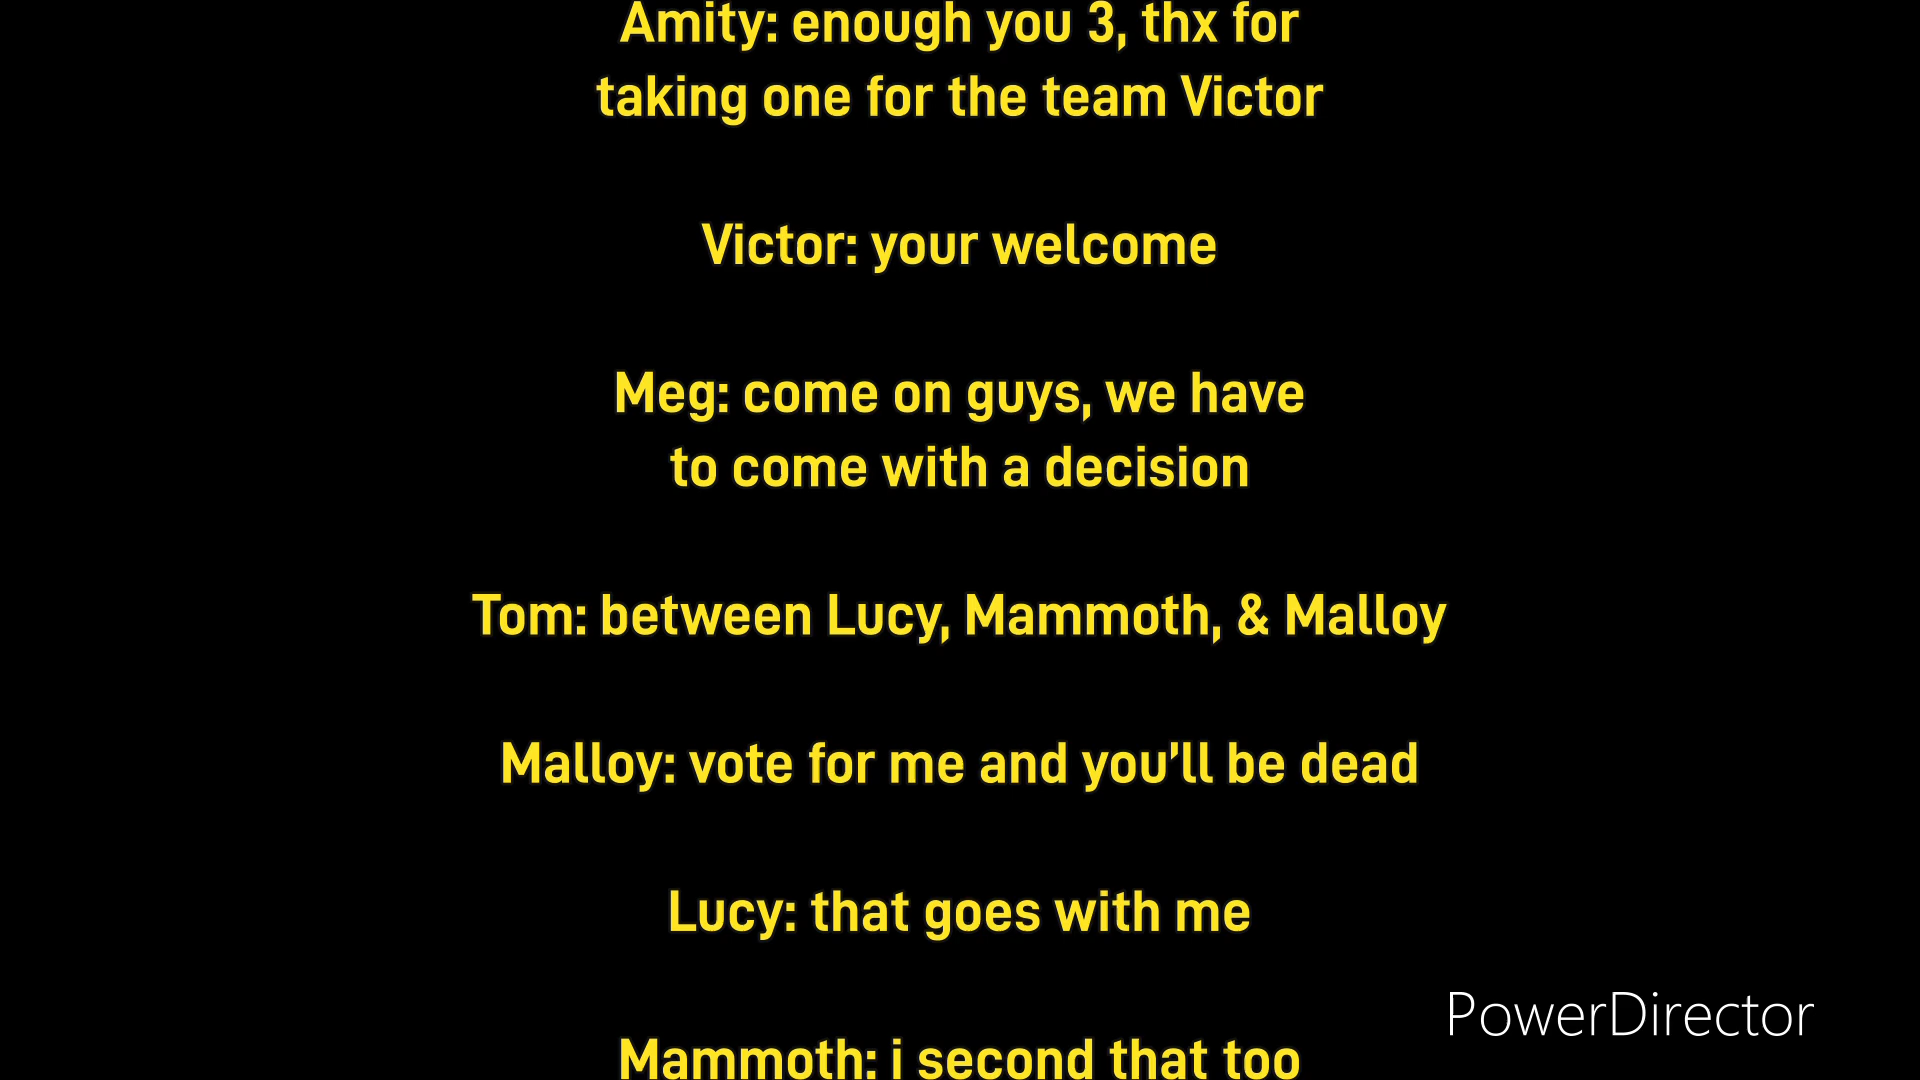 Amity: enough you 3, thx for
taking one for the team Victor
Victor: your welcome
Meg: come on guys, we have
to come with a decision
Tom: between Lucy, Mammoth, & Malloy
Malloy: vote for me and you'll be dead
Lucy: that goes with me
Mammoth: i second that too
PowerDirector